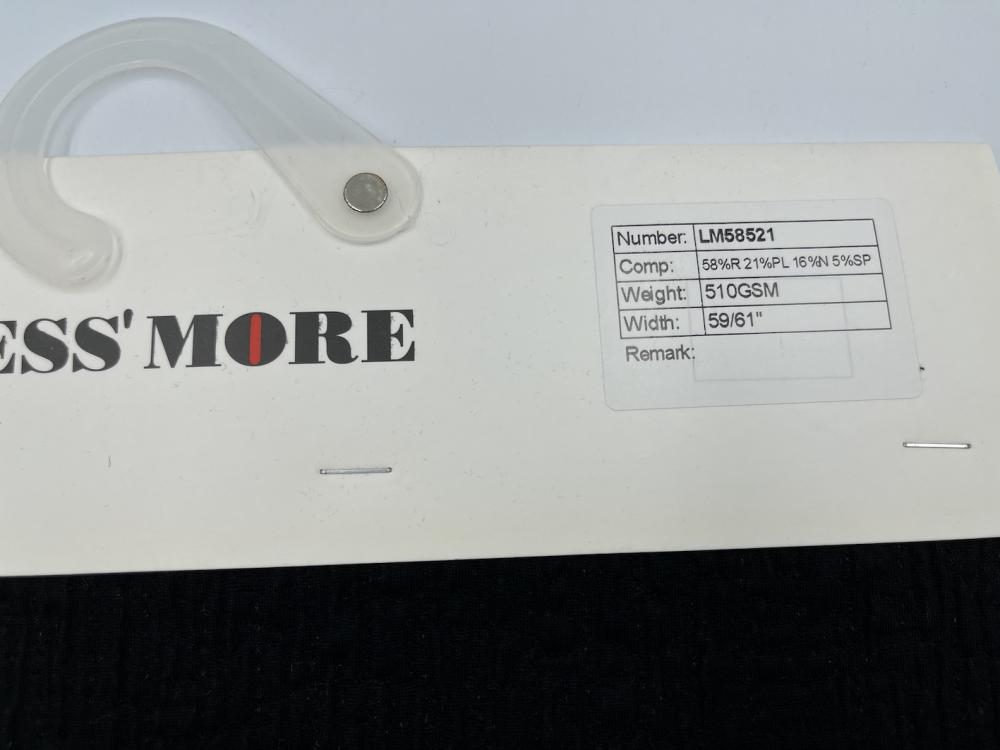 ESS'MORE
Number: LM58521
Comp: 58%R 21%PL 16%N 5%SP
Weight: 510GSM
Width: 59/61"
Remark: